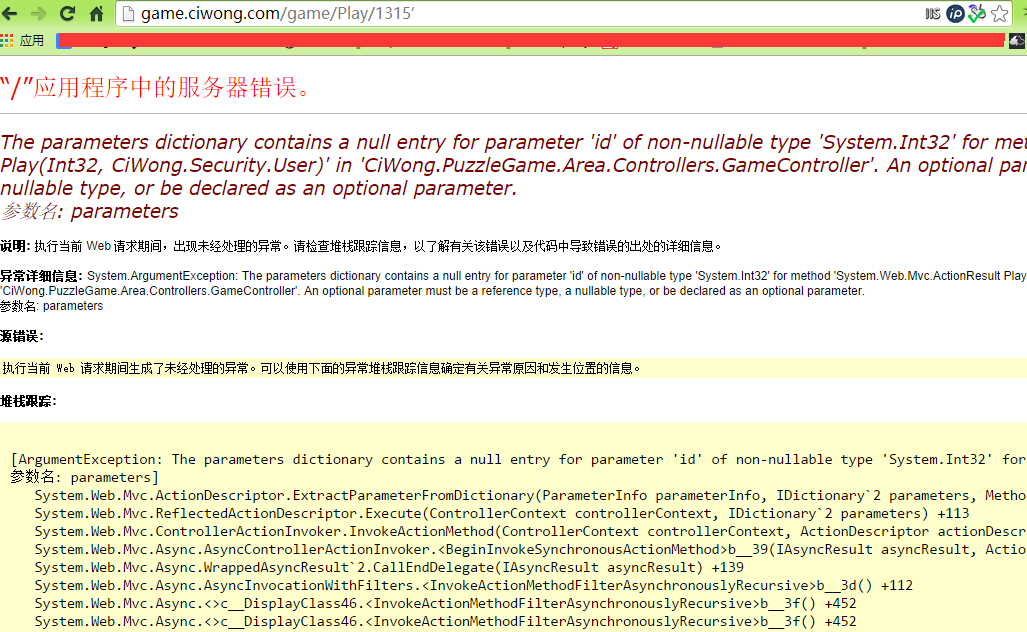 game.ciwong.com/game/Play/1315‘
IIS
ip
应用
“/”应用程序中的服务器错误。
The parameters dictionary contains a null entry for parameter 'id' of non-nullable type 'System.Int32' for met
Play(Int32, CiWong.Security.User)' in 'CiWong.PuzzleGame.Area.Controllers.GameController'. An optional par
nullable type, or be declared as an optional parameter.
参数名: parameters
说明: 执行当前 Web 请求期间，出现未经处理的异常。请检查堆栈跟踪信息，以了解有关该错误以及代码中导致错误的出处的详细信息。
异常详细信息: System.ArgumentException: The parameters dictionary contains a null entry for parameter 'id' of non-nullable type 'System.Int32' for method 'System.Web.Mvc.ActionResult Play
'CiWong.PuzzleGame.Area.Controllers.GameController'. An optional parameter must be a reference type, a nullable type, or be declared as an optional parameter.
参数名: parameters
源错误:
执行当前 Web 请求期间生成了未经处理的异常。可以使用下面的异常堆栈跟踪信息确定有关异常原因和发生位置的信息。
堆栈跟踪:
[ArgumentException: The parameters dictionary contains a null entry for parameter 'id' of non-nullable type 'System.Int32' for
参数名: parameters]
System.Web.Mvc.ActionDescriptor.ExtractParameterFromDictionary(ParameterInfo parameterInfo, IDictionary`2 parameters, Metho
System.Web.Mvc.ReflectedActionDescriptor.Execute(ControllerContext controllerContext, IDictionary`2 parameters) +113
System.Web.Mvc.ControllerActionInvoker.InvokeActionMethod(ControllerContext controllerContext, ActionDescriptor actionDescr
System.Web.Mvc.Async.AsyncControllerActionInvoker.<BeginInvokeSynchronousActionMethod>b__39(IAsyncResult asyncResult, Actio
System.Web.Mvc.Async.WrappedAsyncResult`2.CallEndDelegate(IAsyncResult asyncResult) +139
System.Web.Mvc.Async.AsyncInvocationWithFilters.<InvokeActionMethodFilterAsynchronouslyRecursive>b__3d() +112
System.Web.Mvc.Async.<>c__DisplayClass46.<InvokeActionMethodFilterAsynchronouslyRecursive>b__3f() +452
System.Web.Mvc.Async.<>c__DisplayClass46.<InvokeActionMethodFilterAsynchronouslyRecursive>b__3f() +452